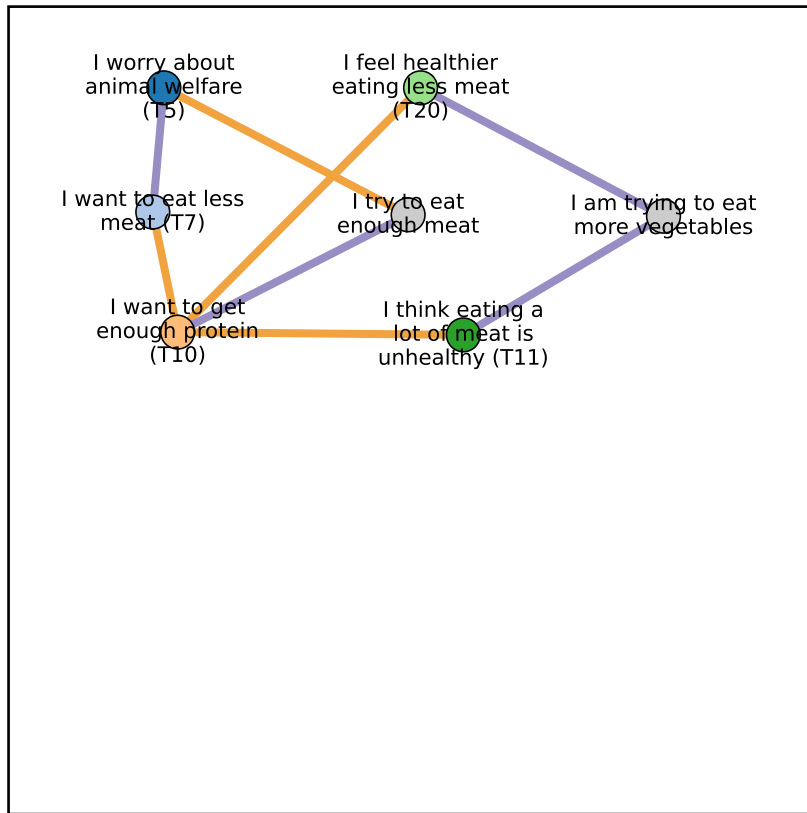 I worry about
animal welfare
(T5)
I feel healthier
eating less meat
(T20)
I want to eat less
meat (T7)
I try to eat
enough meat
I am trying to eat
more vegetables
I want to get
enough protein
(T10)
I think eating a
lot of meat is
unhealthy (T11)